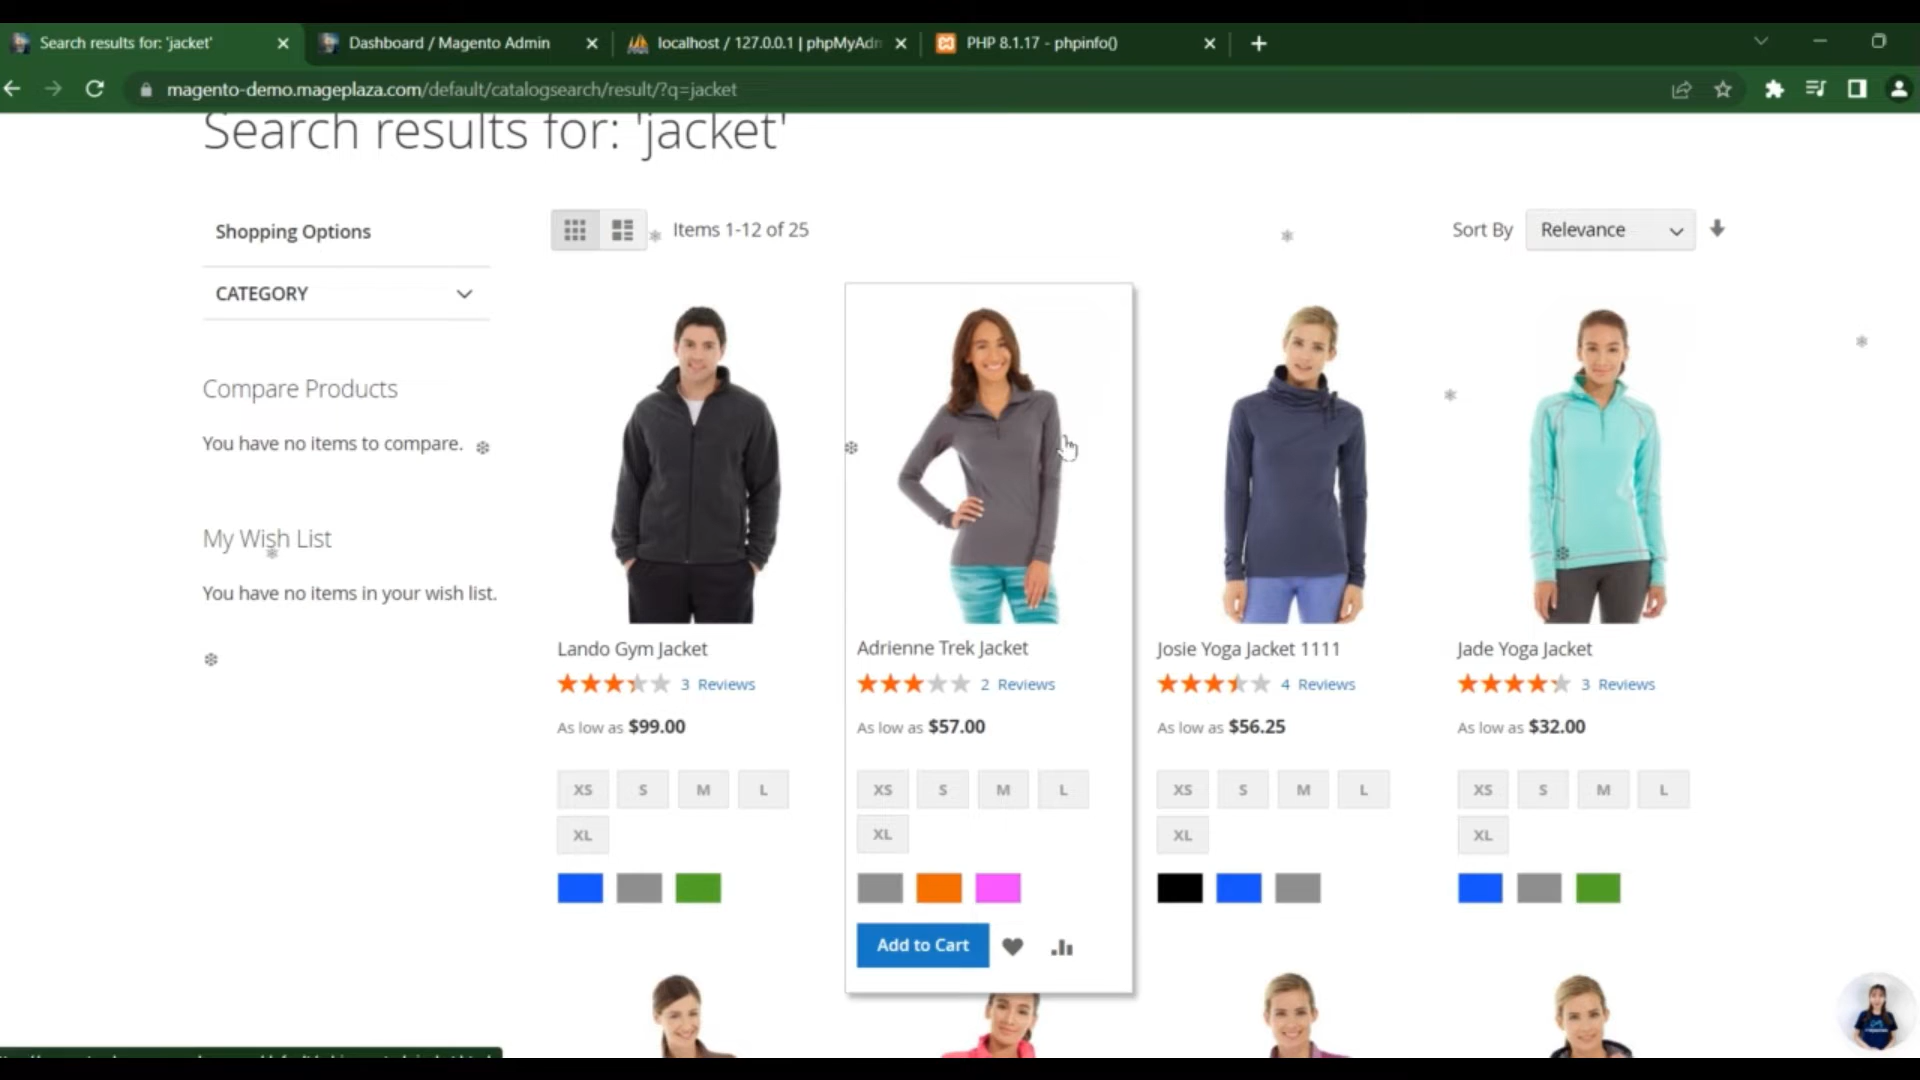 Search results for: 'jacket'
Dashboard / Magento Admin
localhost / 127.0.0.1 | phpMyAdm
PHP 8.1.17 - phpinfo()
magento-demo.mageplaza.com/default/catalogsearch/result/?q=jacket
Search results for: 'jacket'
Shopping Options
CATEGORY
Compare Products
You have no items to compare.
My Wish List
You have no items in your wish list.
Items 1-12 of 25
Sort By Relevance
Lando Gym Jacket
3 Reviews
As low as $99.00
XS S M L
XL
Adrienne Trek Jacket
2 Reviews
As low as $57.00
XS S M L
XL
Add to Cart
Josie Yoga Jacket 1111
4 Reviews
As low as $56.25
XS S M L
XL
Jade Yoga Jacket
3 Reviews
As low as $32.00
XS S M L
XL